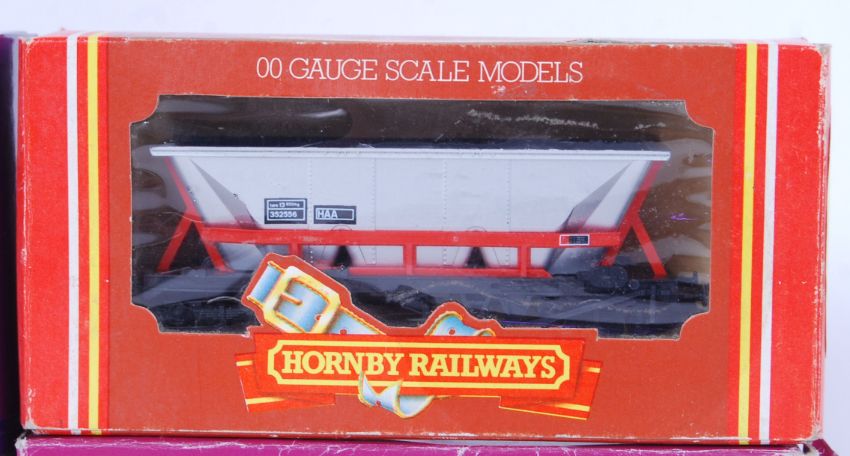 00 GAUGE SCALE MODELS
352556
HAA
HORNBY RAILWAYS